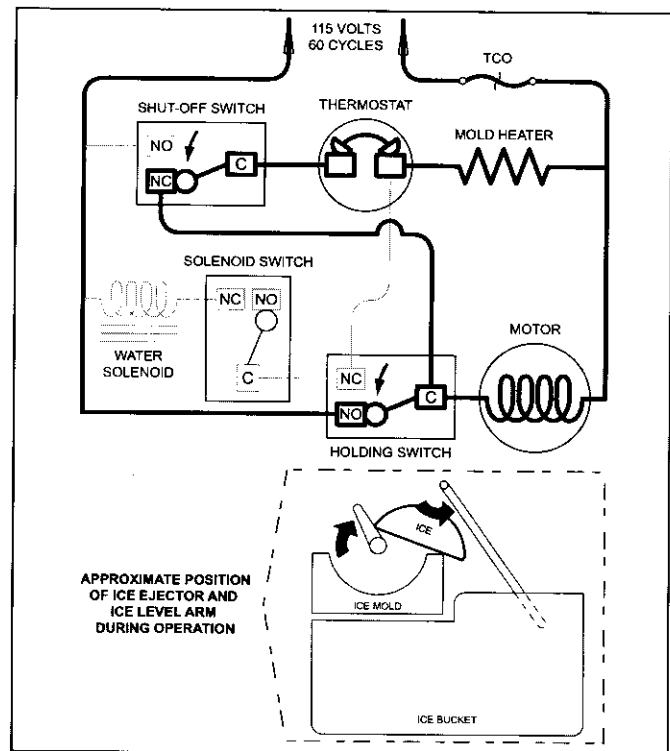 115 VOLTS
60 CYCLES
TCO
SHUT-OFF SWITCH
THERMOSTAT
MOLD HEATER
NO
C
NC
SOLENOID SWITCH
NC
NO
MOTOR
WATER
SOLENOID
C
NC
C
NO
HOLDING SWITCH
ICE
APPROXIMATE POSITION
OF ICE EJECTOR AND
ICE LEVEL ARM
DURING OPERATION
ICE MOLD
ICE BUCKET